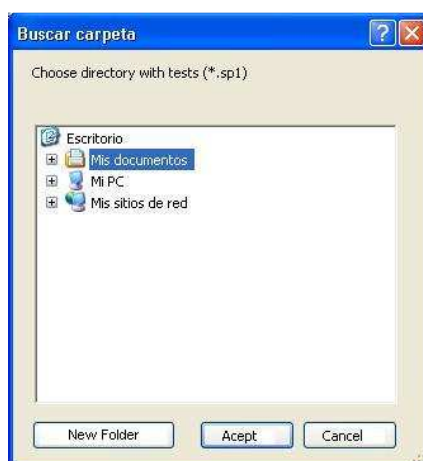 Buscar carpeta
Choose directory with tests (*.sp1)
Escritorio
Mis documentos
Mi PC
Mis sitios de red
New Folder Acept Cancel